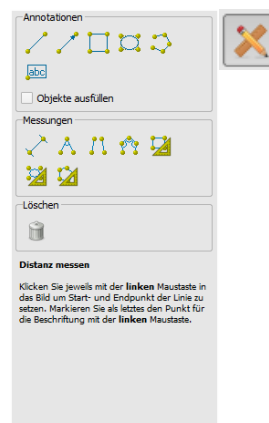 Annotationen
abc
Objekte ausfüllen
Messungen
Löschen
Distanz messen
Klicken Sie jeweils mit der linken Maustaste in
das Bild um Start- und Endpunkt der Linie zu
setzen. Markieren Sie als letztes den Punkt für
die Beschriftung mit der linken Maustaste.